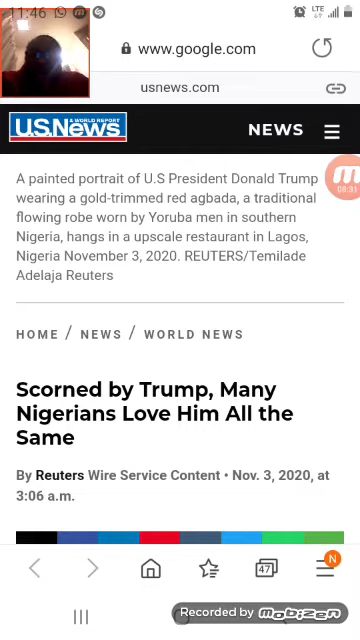 11:46
LTE
www.google.com
usnews.com
U.S.News
& WORLD REPORT
NEWS
A painted portrait of U.S President Donald Trump
wearing a gold-trimmed red agbada, a traditional
flowing robe worn by Yoruba men in southern
Nigeria, hangs in a upscale restaurant in Lagos,
Nigeria November 3, 2020. REUTERS/Temilade
Adelaja Reuters
08:31
HOME / NEWS / WORLD NEWS
Scorned by Trump, Many
Nigerians Love Him All the
Same
By Reuters Wire Service Content • Nov. 3, 2020, at
3:06 a.m.
47
N
Recorded by mobizen